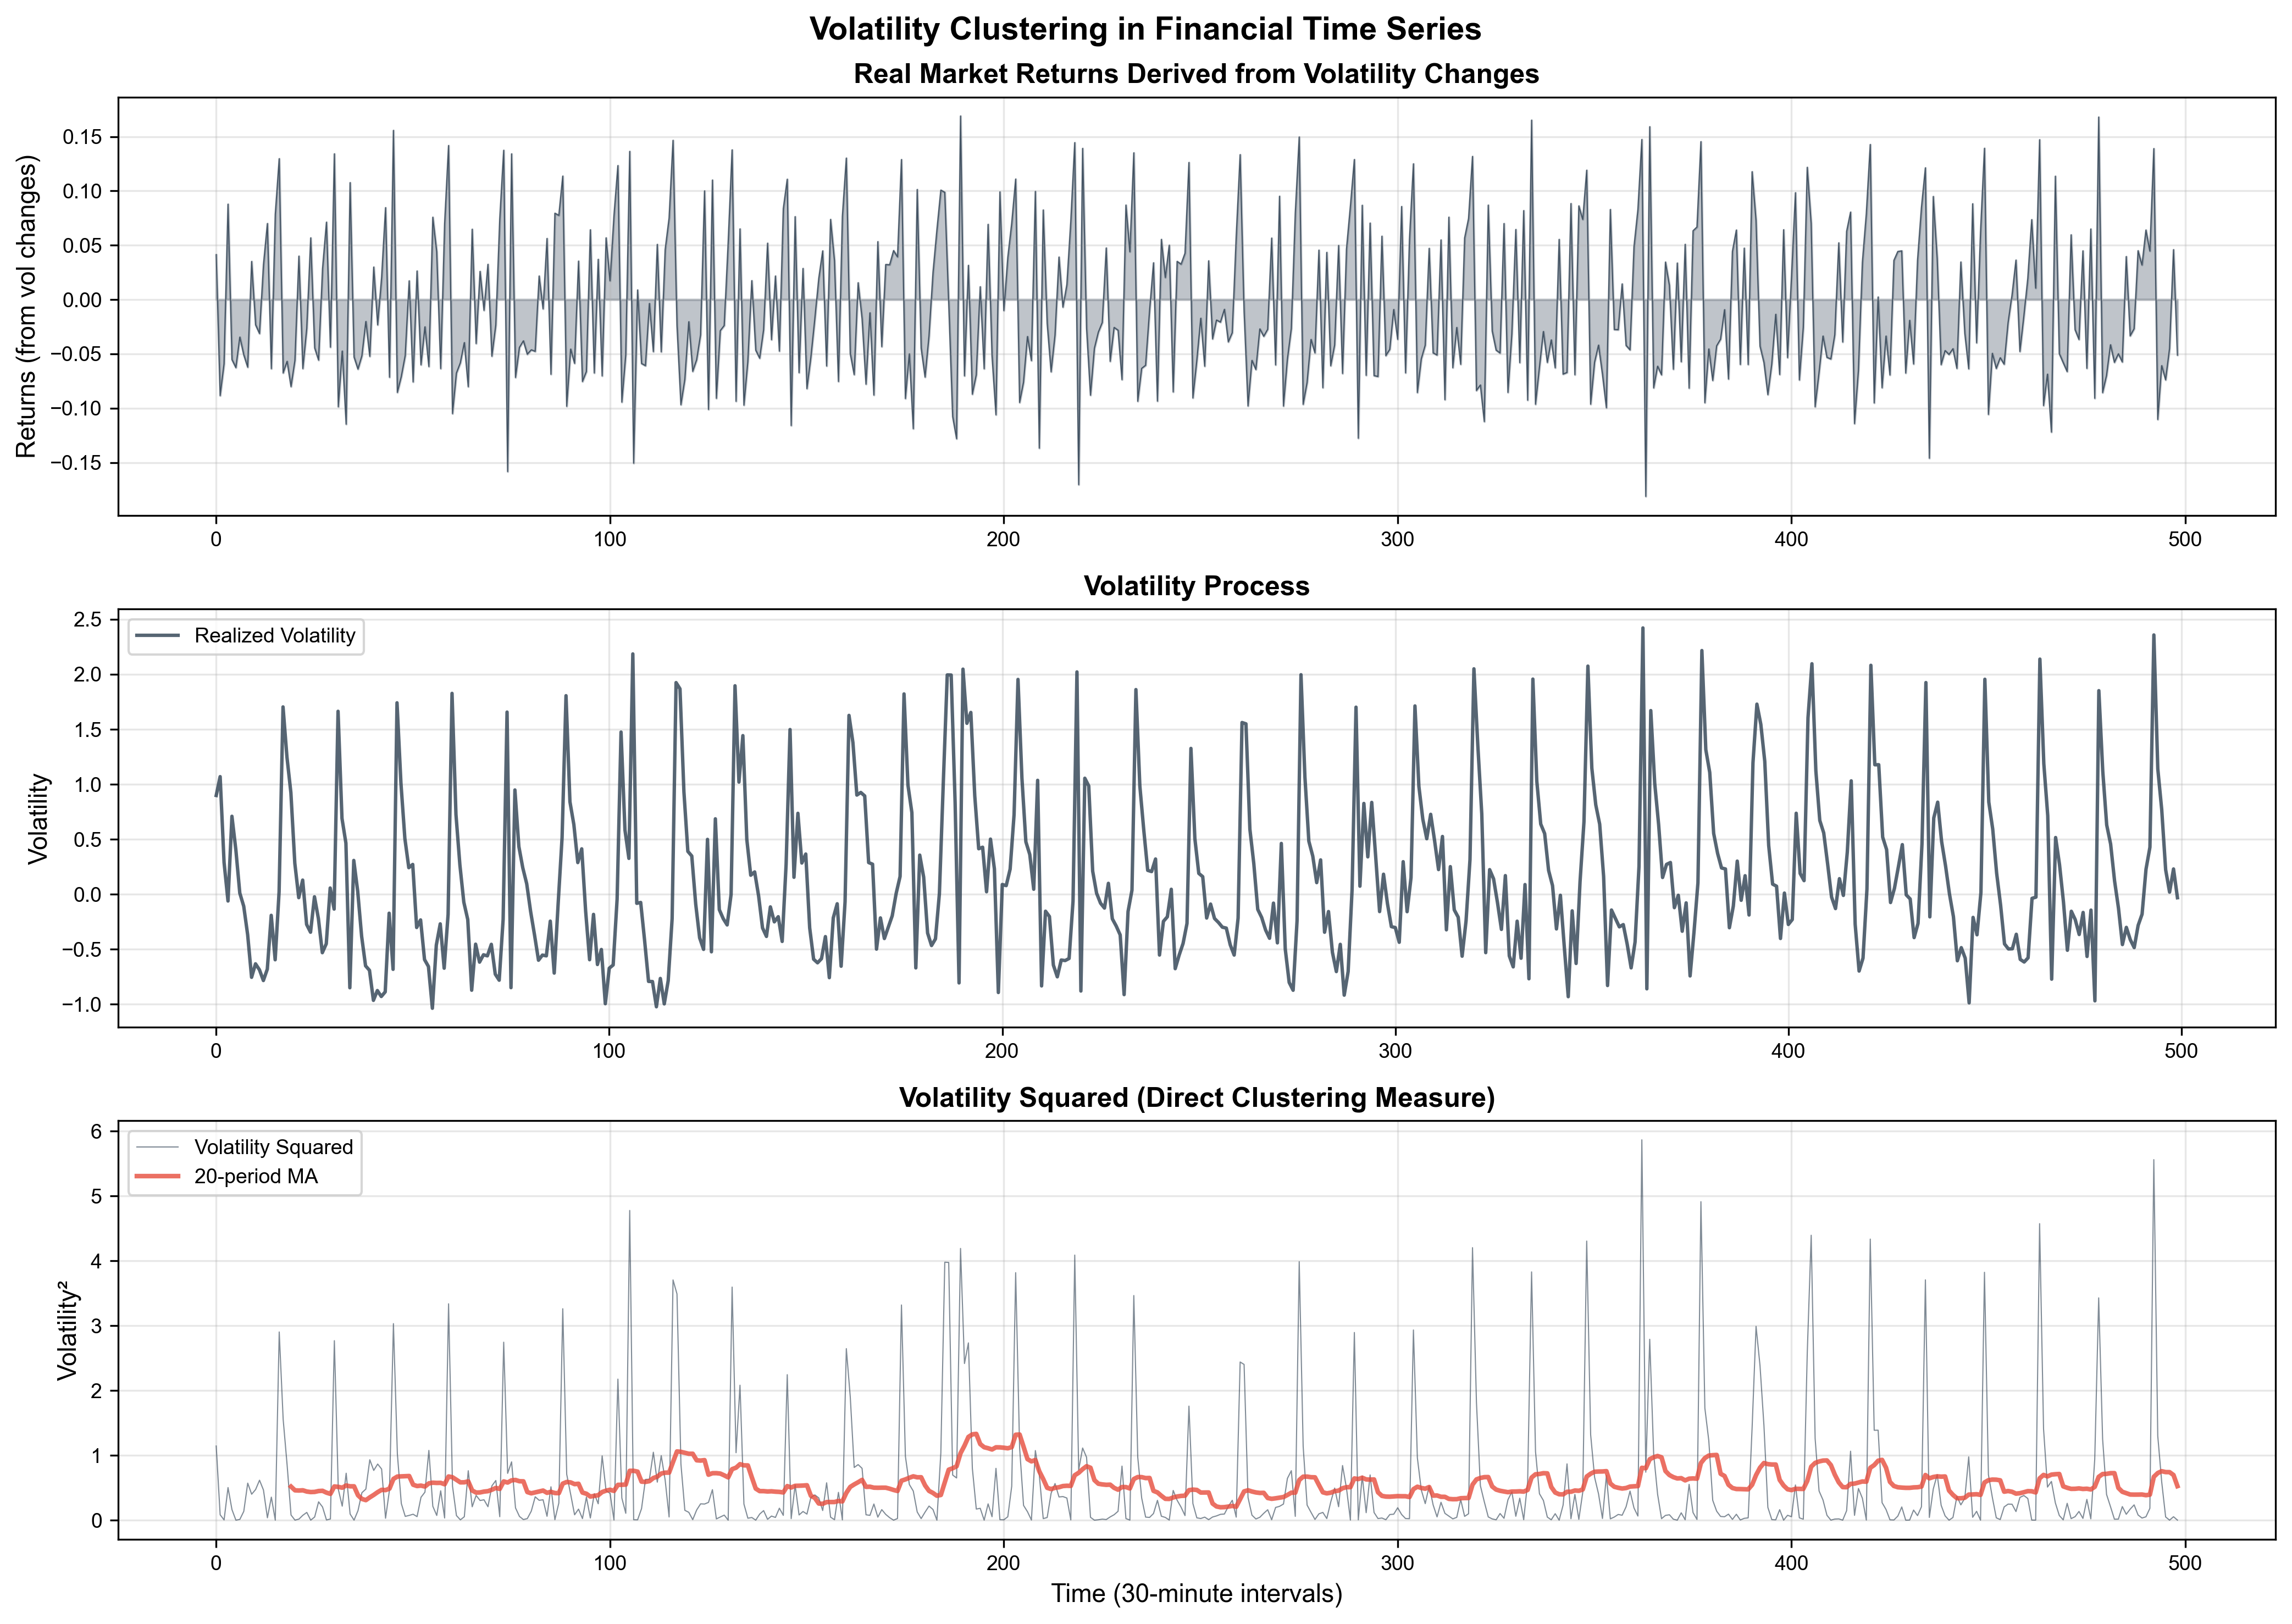 Volatility Clustering in Financial Time Series
Real Market Returns Derived from Volatility Changes
Returns (from vol changes)
0.15
0.10
0.05
0.00
−0.05
−0.10
−0.15
0 100 200 300 400 500
Volatility Process
Volatility
2.5
2.0
1.5
1.0
0.5
0.0
−0.5
−1.0
Realized Volatility
0 100 200 300 400 500
Volatility Squared (Direct Clustering Measure)
Volatility²
6
5
4
3
2
1
0
Volatility Squared
20-period MA
0 100 200 300 400 500
Time (30-minute intervals)